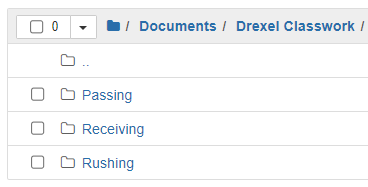 0 / Documents / Drexel Classwork /
..
Passing
Receiving
Rushing